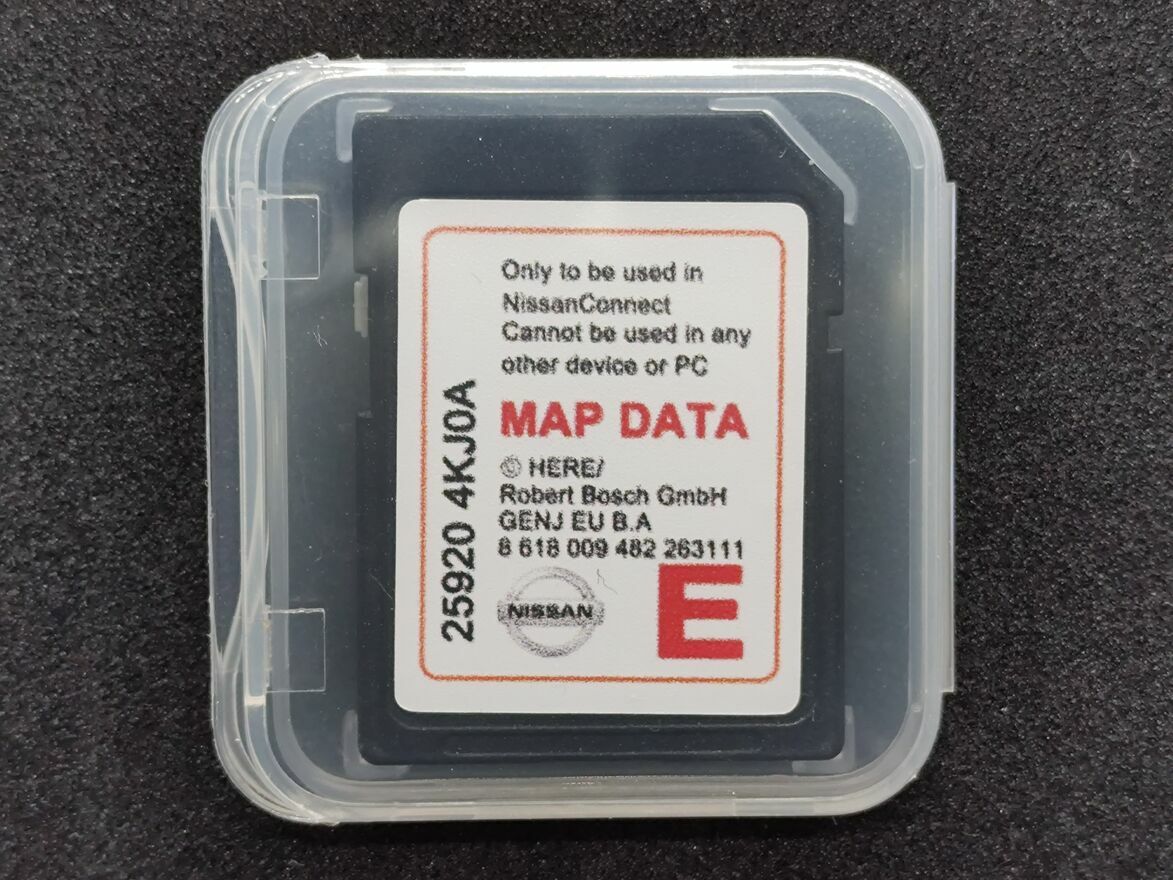 Only to be used in
NissanConnect
Cannot be used in any
other device or PC
MAP DATA
© HERE/
Robert Bosch GmbH
GENJ EU B.A
8 618 009 482 263111
25920 4KJ0A
NISSAN
E